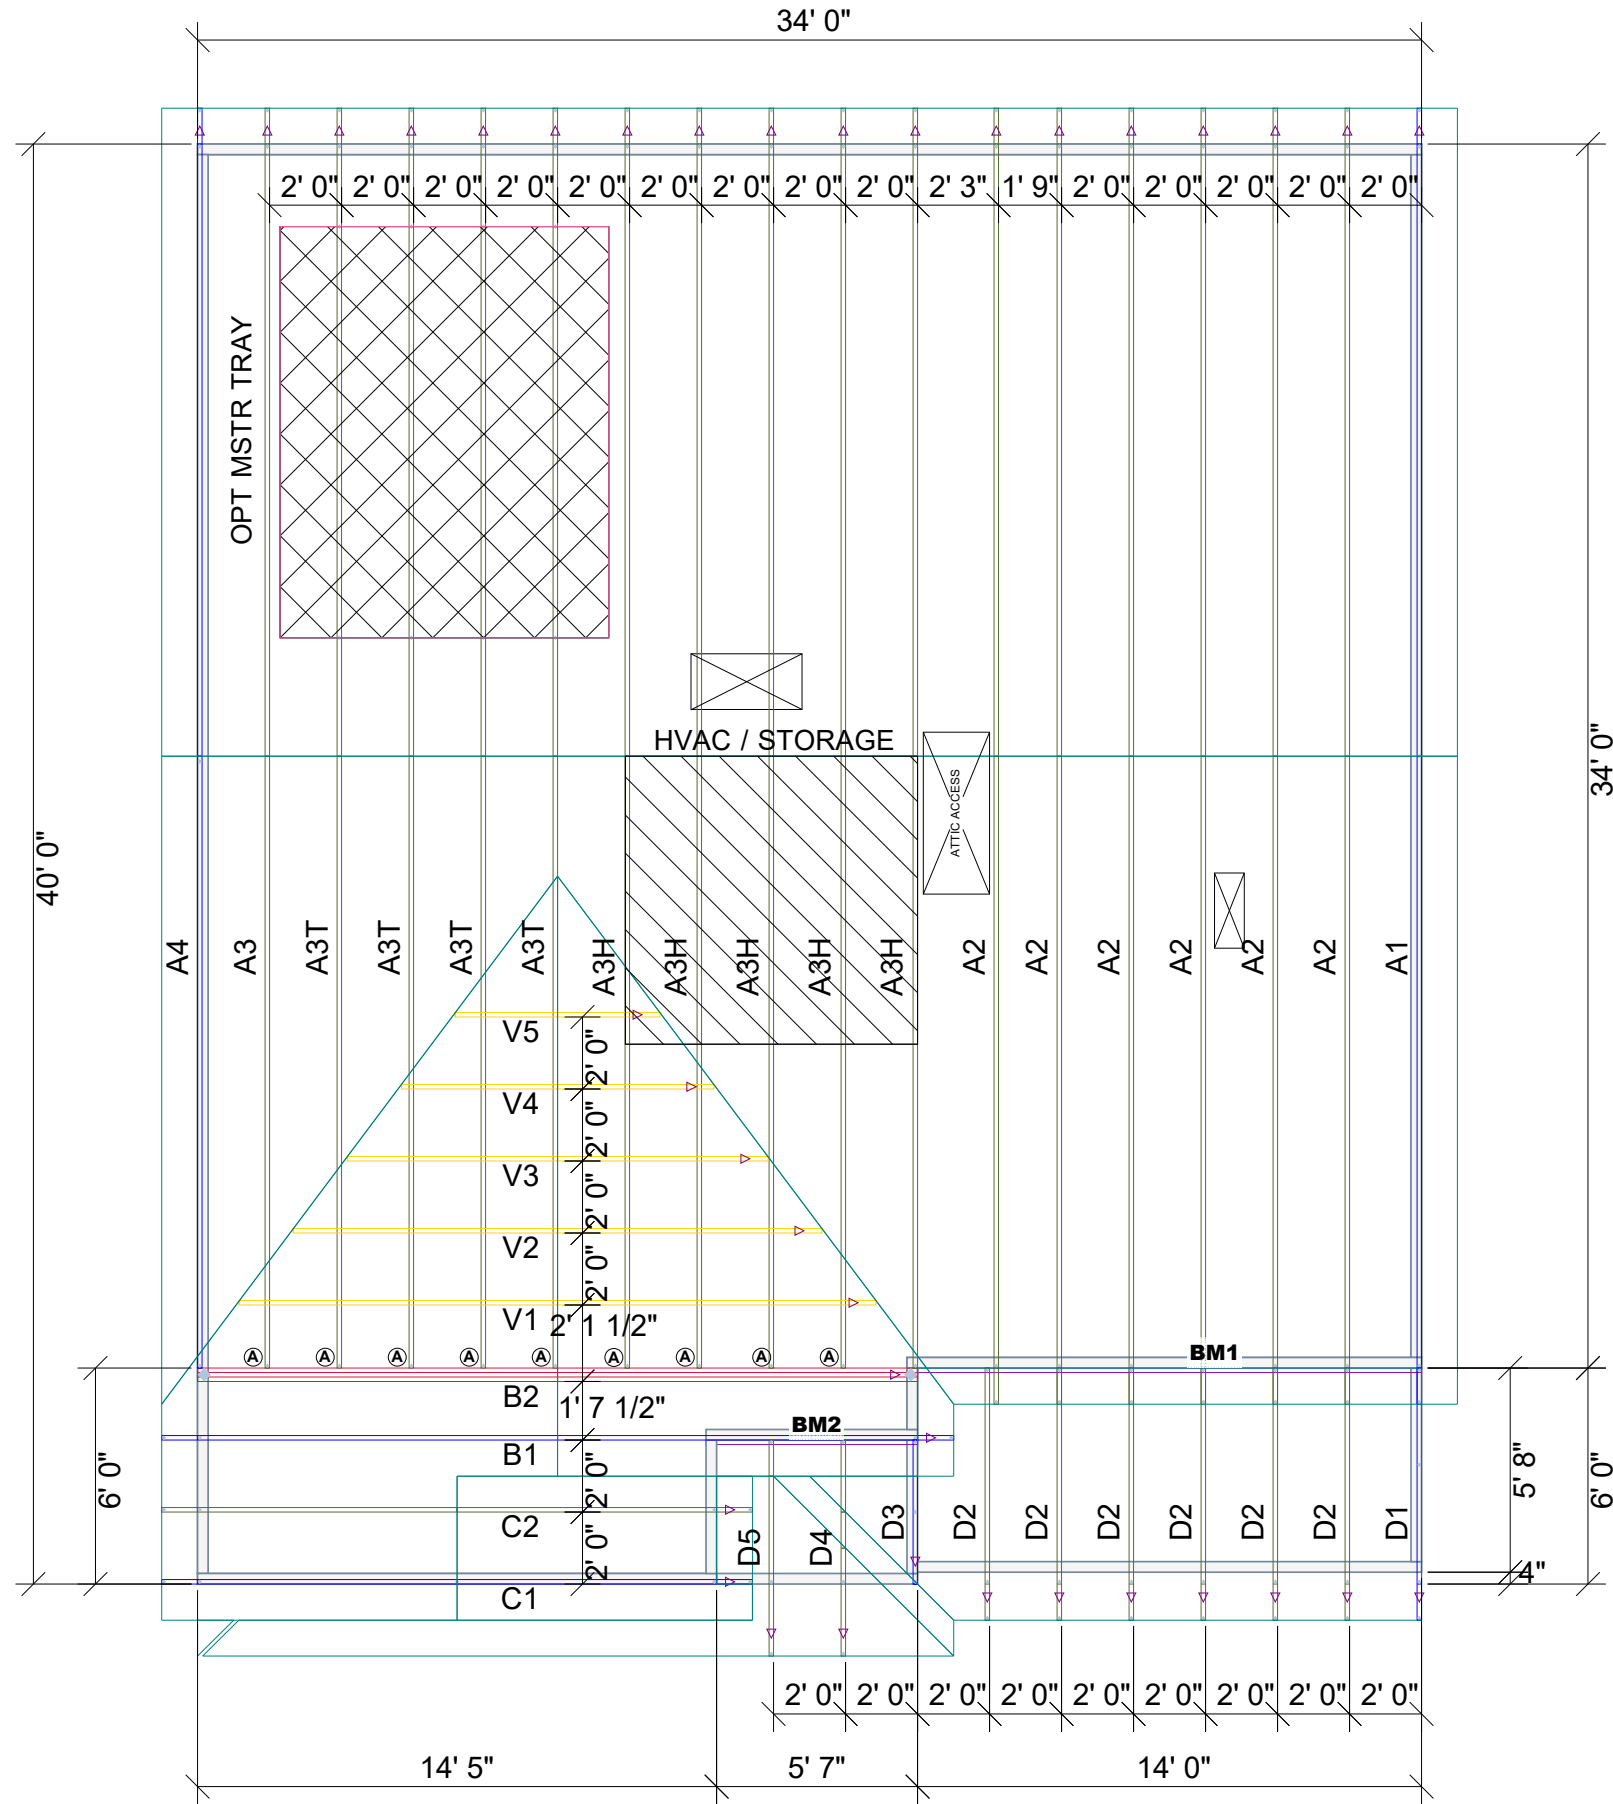 34' 0"
2' 0" 2' 0" 2' 0" 2' 0" 2' 0" 2' 0" 2' 0" 2' 0" 2' 0" 2' 3" 1' 9" 2' 0" 2' 0" 2' 0" 2' 0" 2' 0"
OPT MSTR TRAY
HVAC / STORAGE
ATTIC ACCESS
40' 0"
34' 0"
A4 A3 A3T A3T A3T A3T A3H A3H A3H A3H A3H A2 A2 A2 A2 A2 A2 A1
V5
2' 0"
V4
2' 0"
V3
2' 0"
V2
2' 0"
V1
2' 1 1/2"
A A A A A A A A A
BM1
B2
1' 7 1/2"
BM2
B1
2' 0"
6' 0"
5' 8"
6' 0"
C2
2' 0"
D5 D4 D3 D2 D2 D2 D2 D2 D2 D1
4"
C1
2' 0" 2' 0" 2' 0" 2' 0" 2' 0" 2' 0" 2' 0" 2' 0" 2' 0"
14' 5" 5' 7" 14' 0"